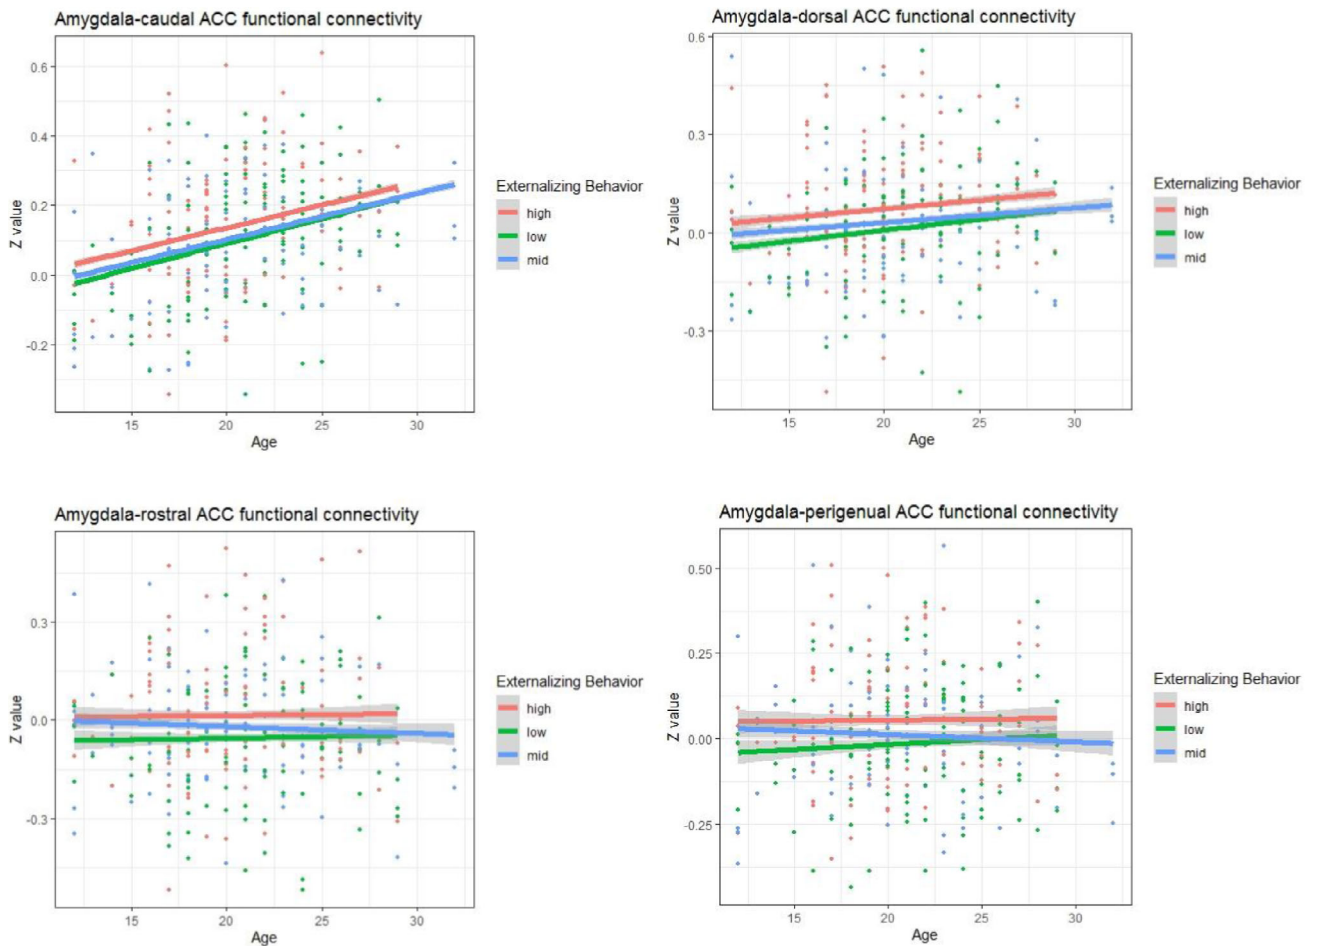 Amygdala-caudal ACC functional connectivity
Z value
0.6
0.4
0.2
0.0
-0.2
15 20 25 30
Age
Externalizing Behavior
high
low
mid
Amygdala-dorsal ACC functional connectivity
Z value
0.6
0.3
0.0
-0.3
15 20 25 30
Age
Externalizing Behavior
high
low
mid
Amygdala-rostral ACC functional connectivity
Z value
0.3
0.0
-0.3
15 20 25 30
Age
Externalizing Behavior
high
low
mid
Amygdala-perigenual ACC functional connectivity
Z value
0.50
0.25
0.00
-0.25
15 20 25 30
Age
Externalizing Behavior
high
low
mid